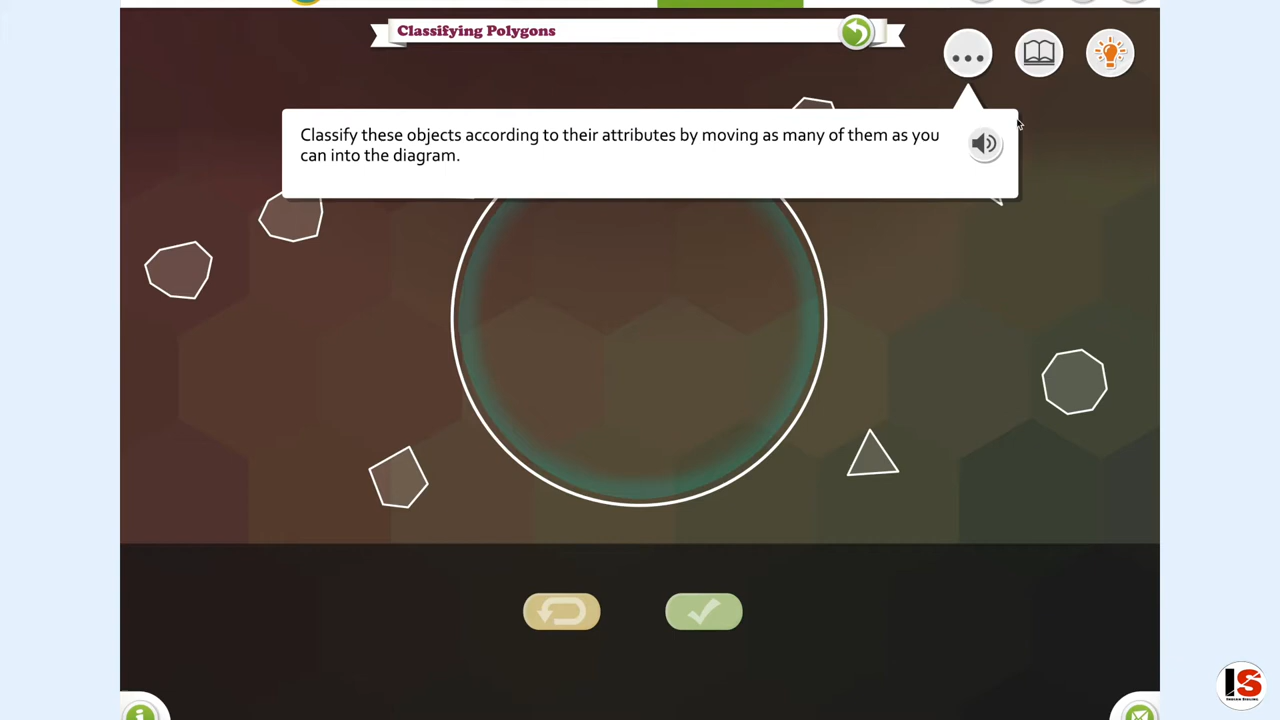 Classifying Polygons
Classify these objects according to their attributes by moving as many of them as you
can into the diagram.
IS